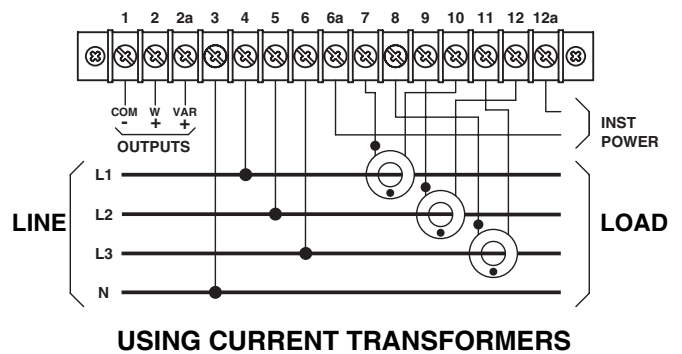 1 2 2a 3 4 5 6 6a 7 8 9 10 11 12 12a
COM W VAR
- + +
OUTPUTS
INST
POWER
L1
L2
LINE
LOAD
L3
N
USING CURRENT TRANSFORMERS